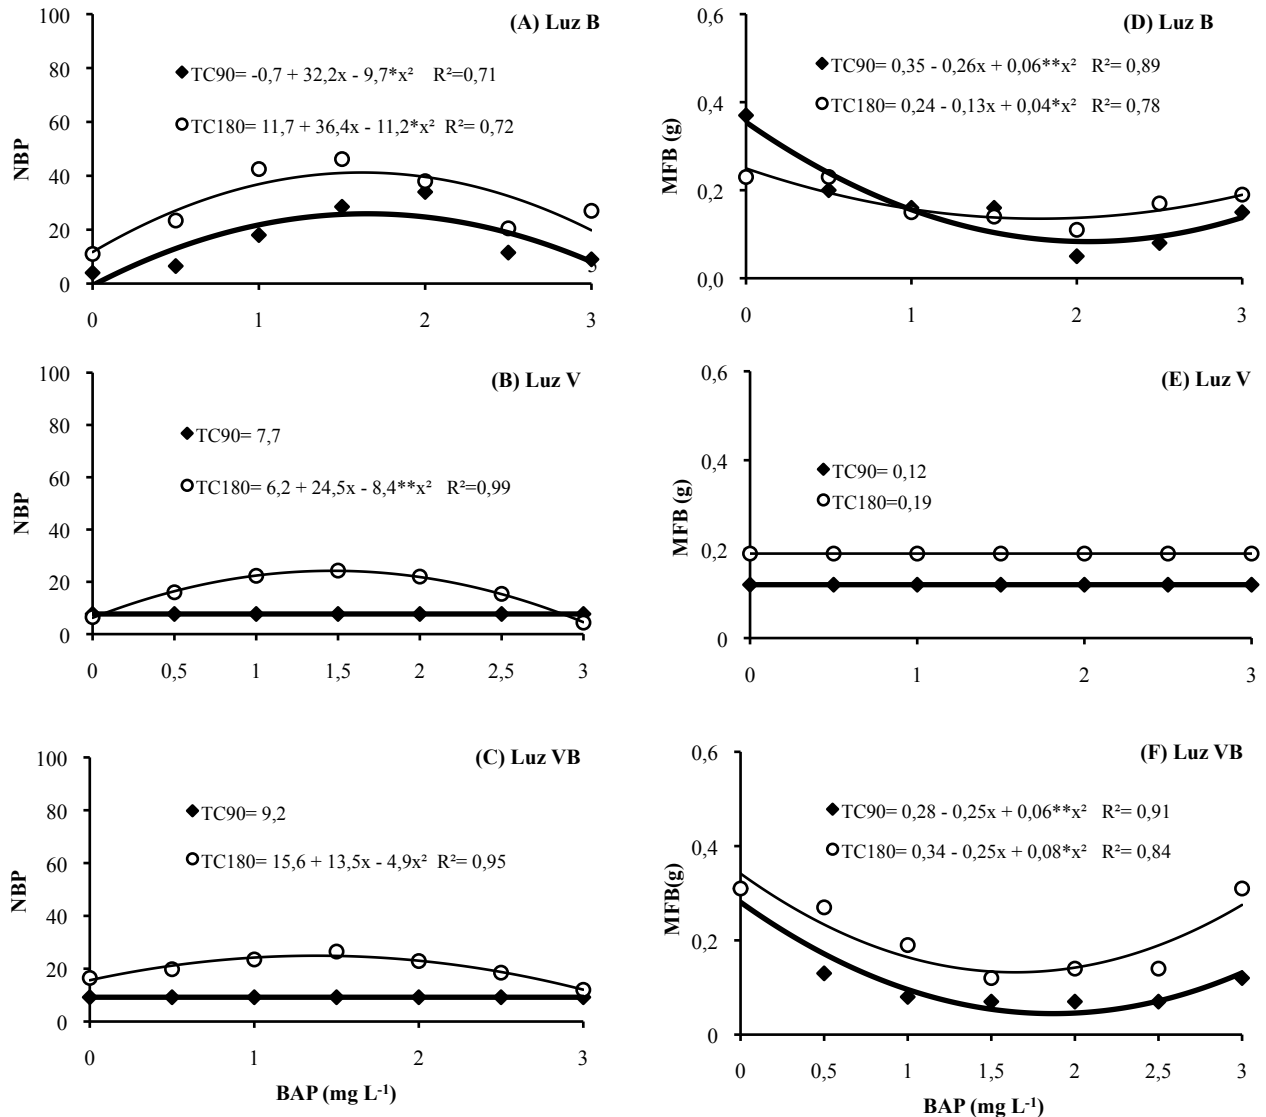 (A) Luz B
100
80
60
40
20
0
NBP
TC90= -0,7 + 32,2x - 9,7*x² R²=0,71
TC180= 11,7 + 36,4x - 11,2*x² R²= 0,72
0 1 2 3
(B) Luz V
100
80
60
40
20
0
NBP
TC90= 7,7
TC180= 6,2 + 24,5x - 8,4**x² R²=0,99
0 0,5 1 1,5 2 2,5 3
(C) Luz VB
100
80
60
40
20
0
NBP
TC90= 9,2
TC180= 15,6 + 13,5x - 4,9x² R²= 0,95
0 1 2 3
BAP (mg L-1)
(D) Luz B
0,6
0,4
0,2
0,0
MFB (g)
TC90= 0,35 - 0,26x + 0,06**x² R²= 0,89
TC180= 0,24 - 0,13x + 0,04*x² R²= 0,78
0 1 2 3
(E) Luz V
0,6
0,4
0,2
0
MFB (g)
TC90= 0,12
TC180=0,19
0 1 2 3
(F) Luz VB
0,6
0,4
0,2
0
MFB(g)
TC90= 0,28 - 0,25x + 0,06**x² R²= 0,91
TC180= 0,34 - 0,25x + 0,08*x² R²= 0,84
0 0,5 1 1,5 2 2,5 3
BAP (mg L-1)